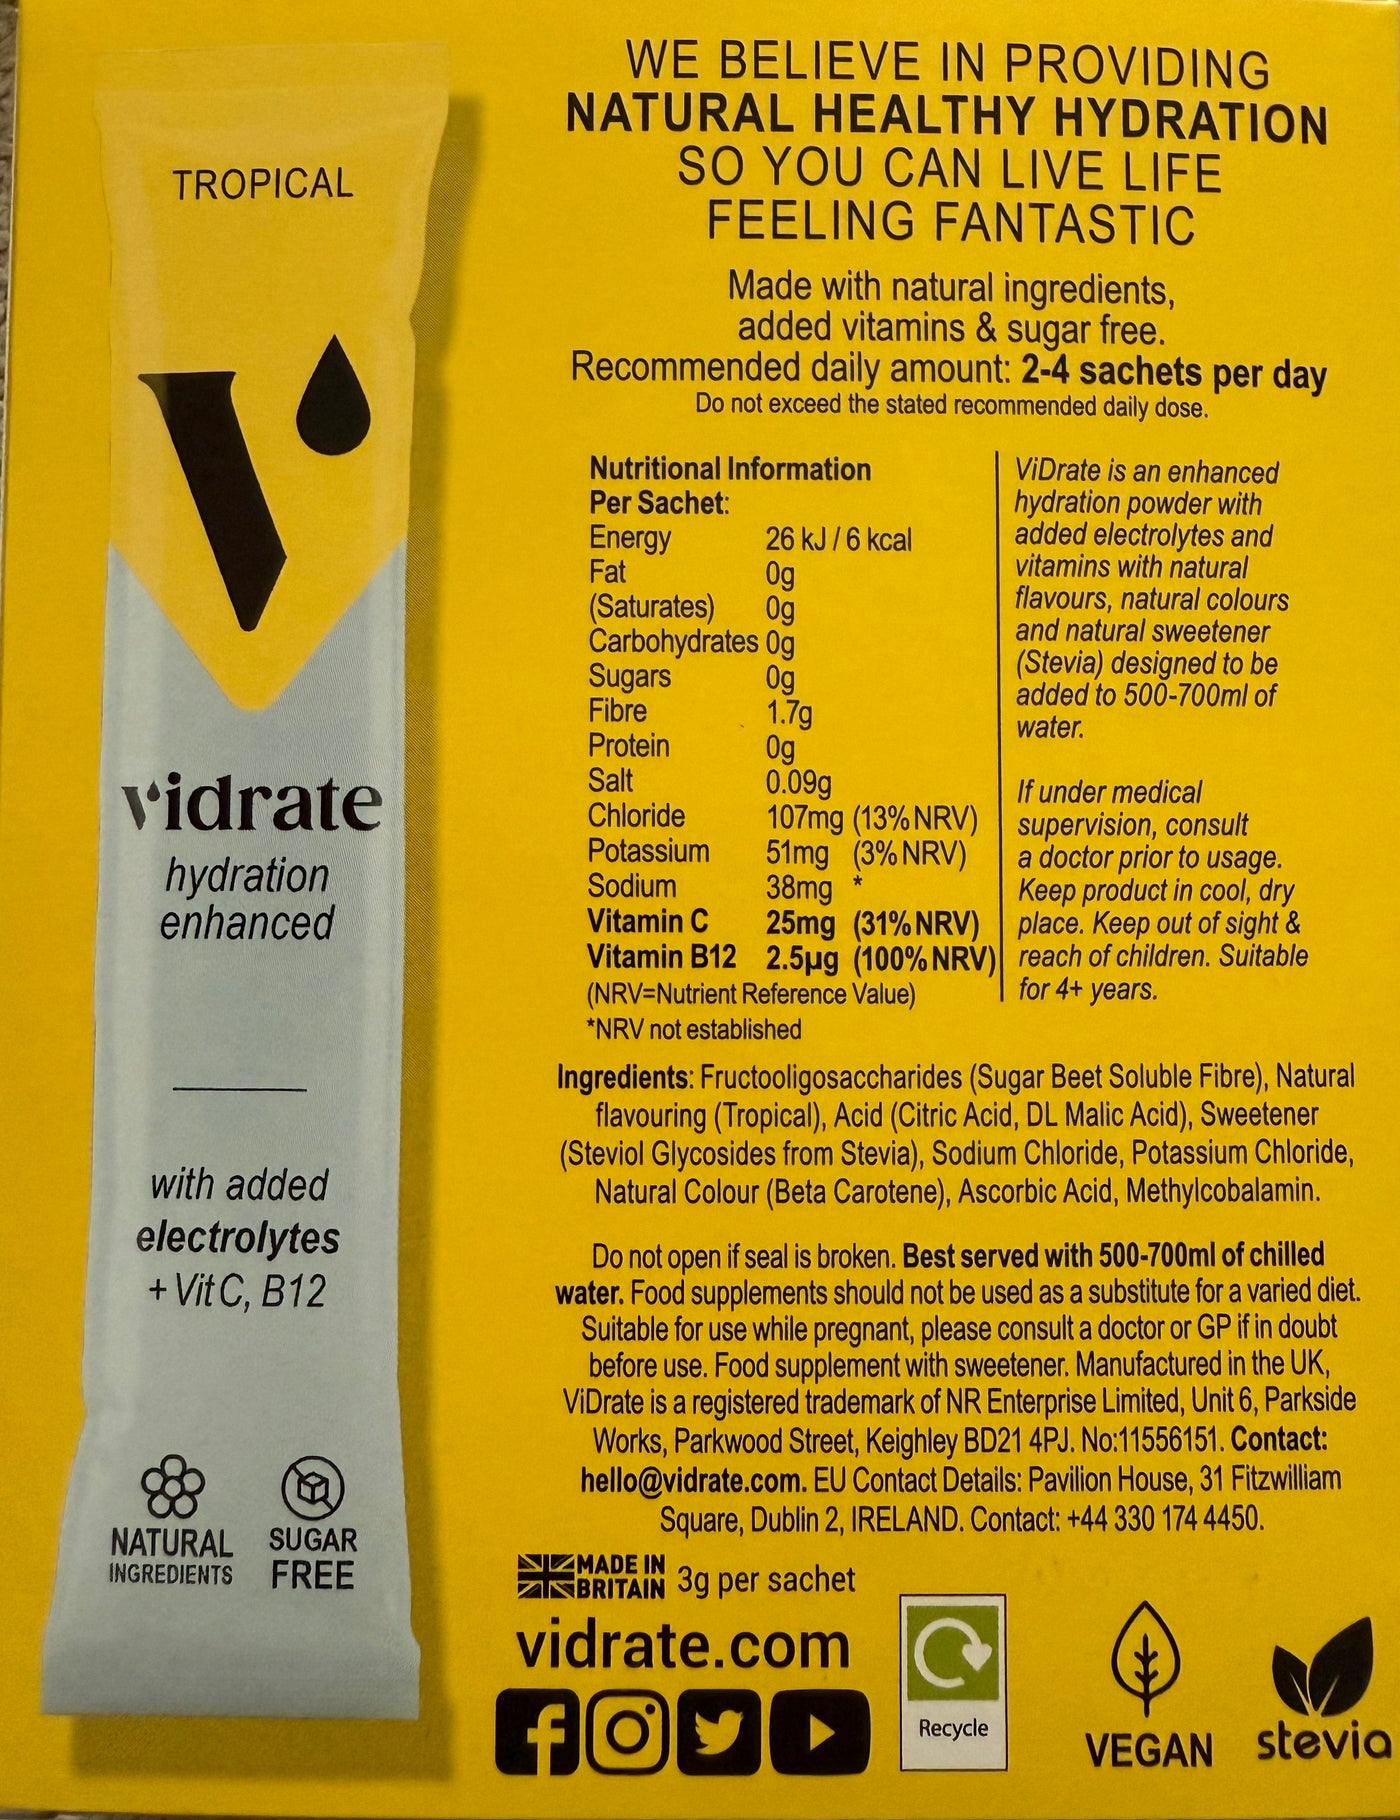 TROPICAL
vidrate
hydration
enhanced
with added
electrolytes
+ Vit C, B12
NATURAL
INGREDIENTS
SUGAR
FREE
WE BELIEVE IN PROVIDING
NATURAL HEALTHY HYDRATION
SO YOU CAN LIVE LIFE
FEELING FANTASTIC
Made with natural ingredients,
added vitamins & sugar free.
Recommended daily amount: 2-4 sachets per day
Do not exceed the stated recommended daily dose.
Nutritional Information
Per Sachet:
Energy 26 kJ / 6 kcal
Fat 0g
(Saturates) 0g
Carbohydrates 0g
Sugars 0g
Fibre 1.7g
Protein 0g
Salt 0.09g
Chloride 107mg (13% NRV)
Potassium 51mg (3% NRV)
Sodium 38mg *
Vitamin C 25mg (31% NRV)
Vitamin B12 2.5µg (100% NRV)
(NRV=Nutrient Reference Value)
*NRV not established
ViDrate is an enhanced
hydration powder with
added electrolytes and
vitamins with natural
flavours, natural colours
and natural sweetener
(Stevia) designed to be
added to 500-700ml of
water.
If under medical
supervision, consult
a doctor prior to usage.
Keep product in cool, dry
place. Keep out of sight &
reach of children. Suitable
for 4+ years.
Ingredients: Fructooligosaccharides (Sugar Beet Soluble Fibre), Natural
flavouring (Tropical), Acid (Citric Acid, DL Malic Acid), Sweetener
(Steviol Glycosides from Stevia), Sodium Chloride, Potassium Chloride,
Natural Colour (Beta Carotene), Ascorbic Acid, Methylcobalamin.
Do not open if seal is broken. Best served with 500-700ml of chilled
water. Food supplements should not be used as a substitute for a varied diet.
Suitable for use while pregnant, please consult a doctor or GP if in doubt
before use. Food supplement with sweetener. Manufactured in the UK,
ViDrate is a registered trademark of NR Enterprise Limited, Unit 6, Parkside
Works, Parkwood Street, Keighley BD21 4PJ. No:11556151. Contact:
hello@vidrate.com. EU Contact Details: Pavilion House, 31 Fitzwilliam
Square, Dublin 2, IRELAND. Contact: +44 330 174 4450.
MADE IN
BRITAIN
3g per sachet
vidrate.com
Recycle
VEGAN
stevia